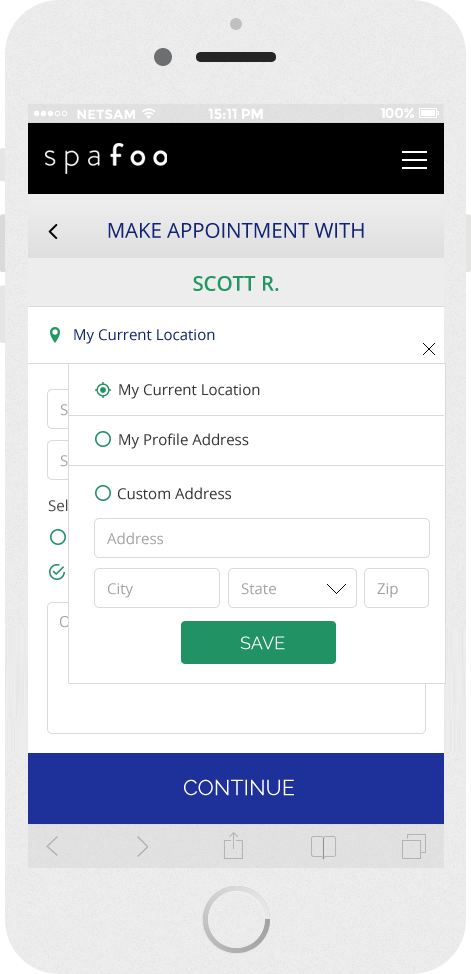 NETSAM 15:11 PM 100%
spafoo
MAKE APPOINTMENT WITH
SCOTT R.
My Current Location
My Current Location
My Profile Address
Custom Address
Address
City State Zip
SAVE
CONTINUE